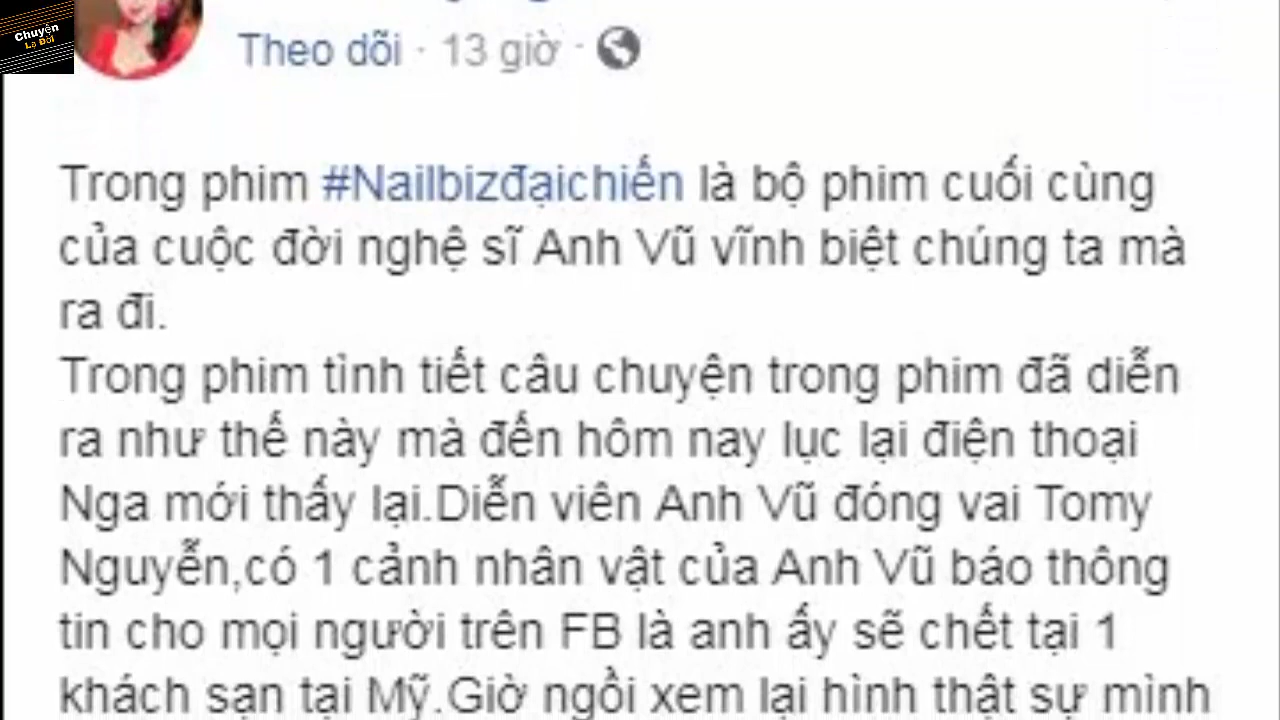 Chuyện
Lạ Đời
Theo dõi · 13 giờ ·
Trong phim #Nailbizđạichiến là bộ phim cuối cùng
của cuộc đời nghệ sĩ Anh Vũ vĩnh biệt chúng ta mà
ra đi.
Trong phim tình tiết câu chuyện trong phim đã diễn
ra như thế này mà đến hôm nay lục lại điện thoại
Nga mới thấy lại.Diễn viên Anh Vũ đóng vai Tomy
Nguyễn,có 1 cảnh nhân vật của Anh Vũ báo thông
tin cho mọi người trên FB là anh ấy sẽ chết tại 1
khách sạn tại Mỹ.Giờ ngồi xem lại hình thật sự mình